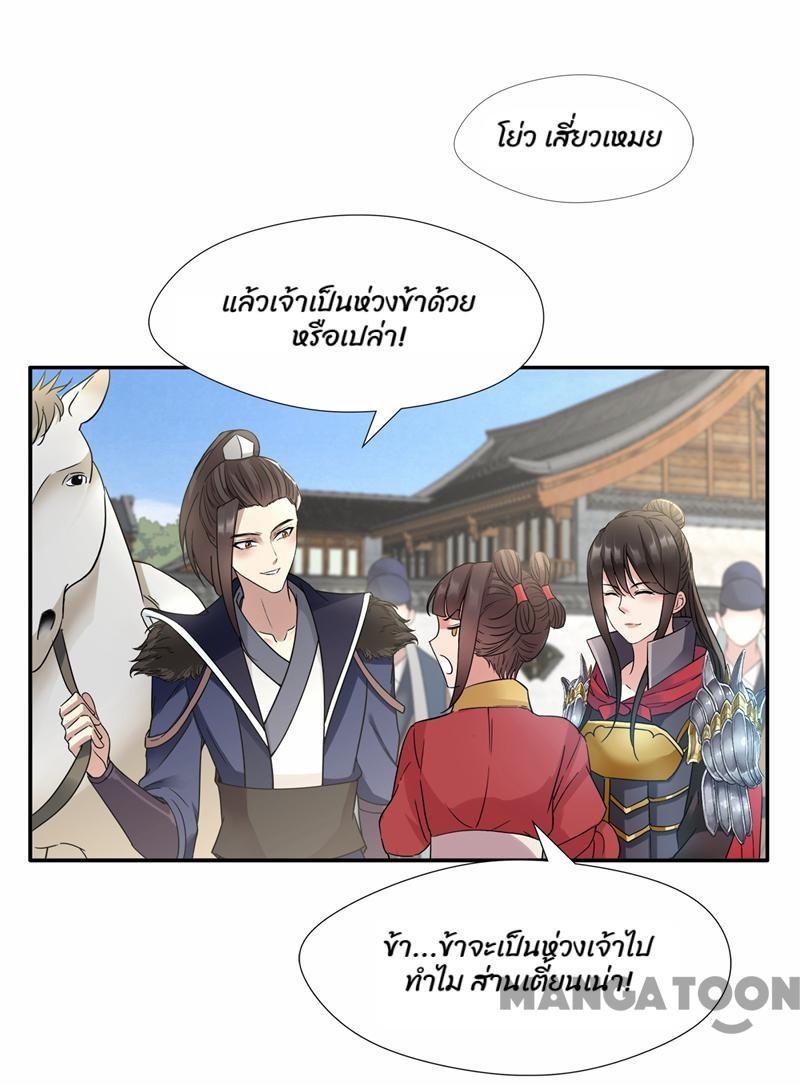 โย่ว เสี่ยวเหมย
แล้วเจ้าเป็นห่วงข้าด้วย
หรือเปล่า!
ข้า...ข้าจะเป็นห่วงเจ้าไป
ทำไม ส่านเตี้ยนเน่า!
MANGATOON